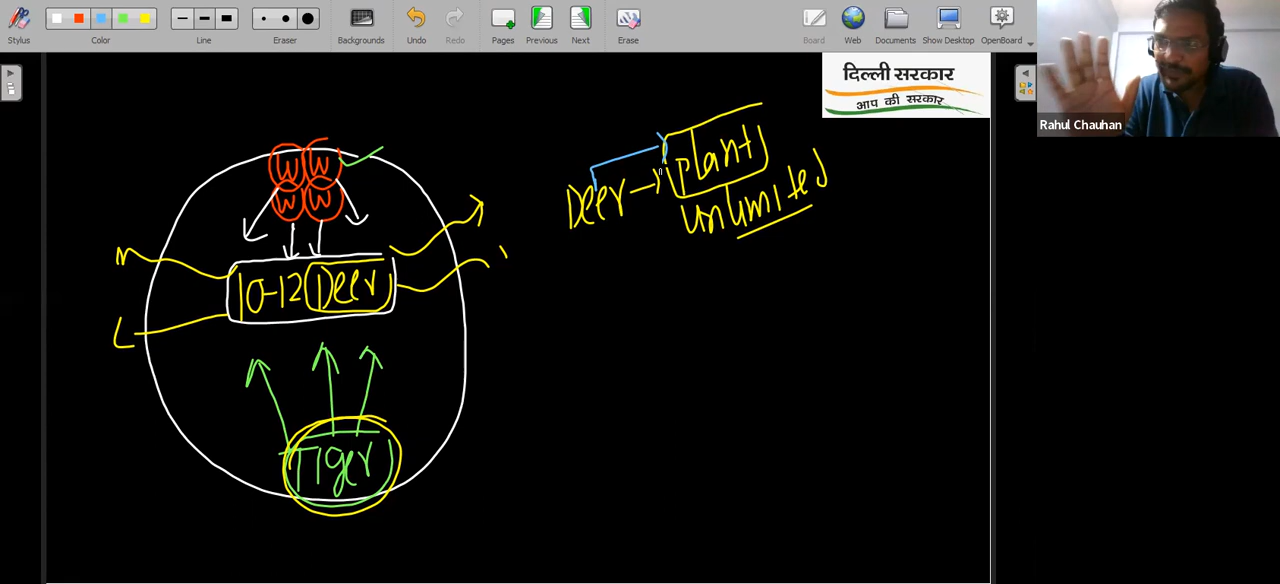 Stylus
Color
Line
Eraser
Backgrounds
Undo
Redo
Pages
Previous
Next
Erase
Board
Web
Documents
Show Desktop
OpenBoard
Rahul Chauhan
दिल्ली सरकार
आप की सरकार
W W
W W
10-12 Deer
Tiger
Deer → Plant
Unlimited